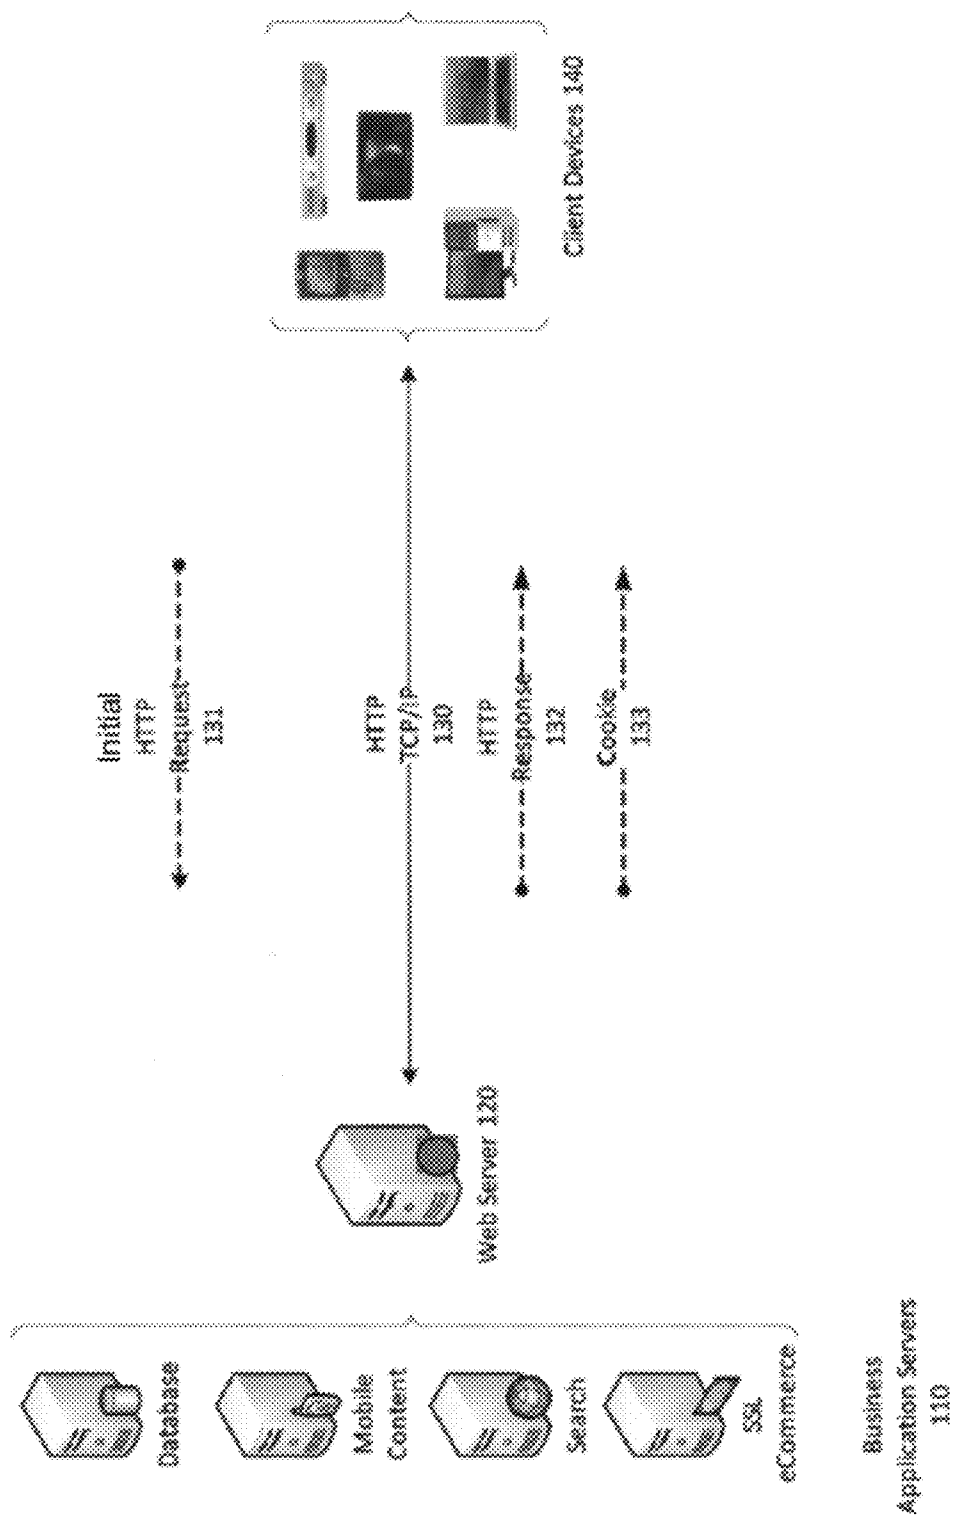 Database
Mobile
Content
Search
SSL
eCommerce
Business
Application Servers
110
Web Server 120
Initial
HTTP
Request
131
HTTP
TCP/IP
130
HTTP
Response
132
Cookie
133
Client Devices 140